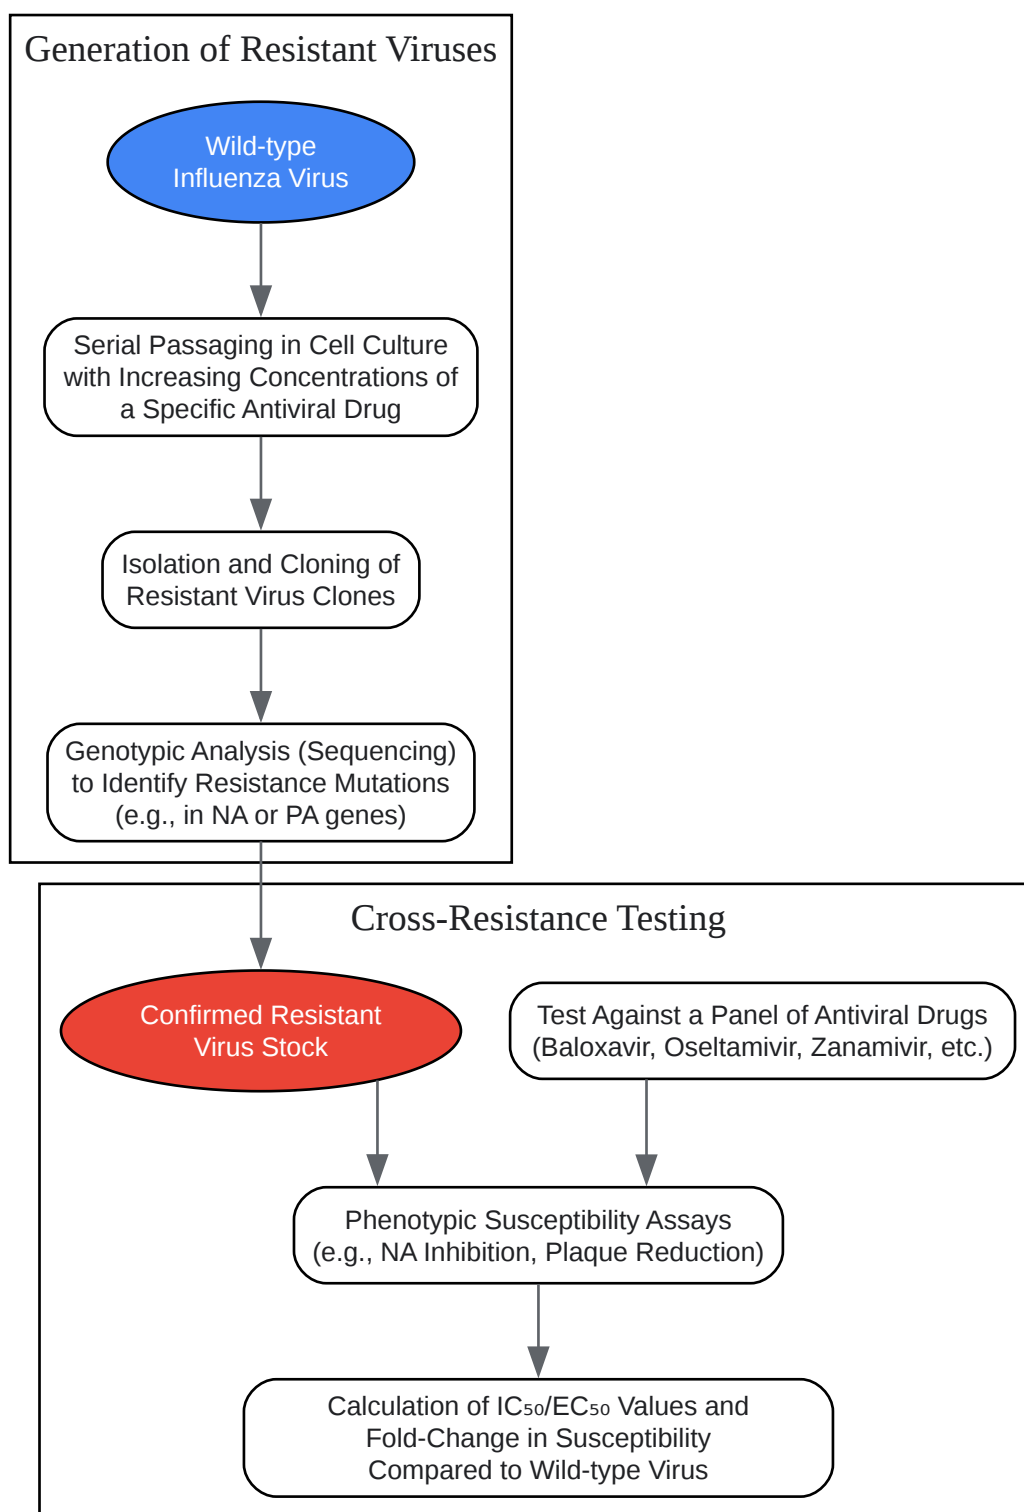 Generation of Resistant Viruses
Wild-type
Influenza Virus
Serial Passaging in Cell Culture
with Increasing Concentrations of
a Specific Antiviral Drug
Isolation and Cloning of
Resistant Virus Clones
Genotypic Analysis (Sequencing)
to Identify Resistance Mutations
(e.g., in NA or PA genes)
Cross-Resistance Testing
Confirmed Resistant
Virus Stock
Test Against a Panel of Antiviral Drugs
(Baloxavir, Oseltamivir, Zanamivir, etc.)
Phenotypic Susceptibility Assays
(e.g., NA Inhibition, Plaque Reduction)
Calculation of IC₅₀/EC₅₀ Values and
Fold-Change in Susceptibility
Compared to Wild-type Virus